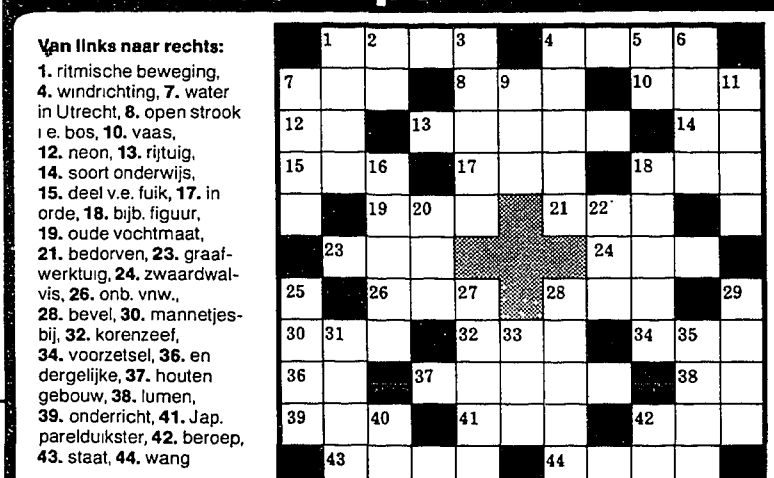 Van links naar rechts:
1. ritmische beweging,
4. windrichting, 7. water
in Utrecht, 8. open strook
i e. bos, 10. vaas,
12. neon, 13. rijtuig,
14. soort onderwijs,
15. deel v.e. fuik, 17. in
orde, 18. bijb. figuur,
19. oude vochtmaat,
21. bedorven, 23. graaf-
werktuig, 24. zwaardwal-
vis, 26. onb. vnw.,
28. bevel, 30. mannetjes-
bij, 32. korenzeef,
34. voorzetsel, 36. en
dergelijke, 37. houten
gebouw, 38. lumen,
39. onderricht, 41. Jap.
parelduikster, 42. beroep,
43. staat, 44. wang
1 2 3 4 5 6
7 8 9 10 11
12 13 14
15 16 17 18
19 20 21 22
23 24
25 26 27 28 29
30 31 32 33 34 35
36 37 38
39 40 41 42
43 44